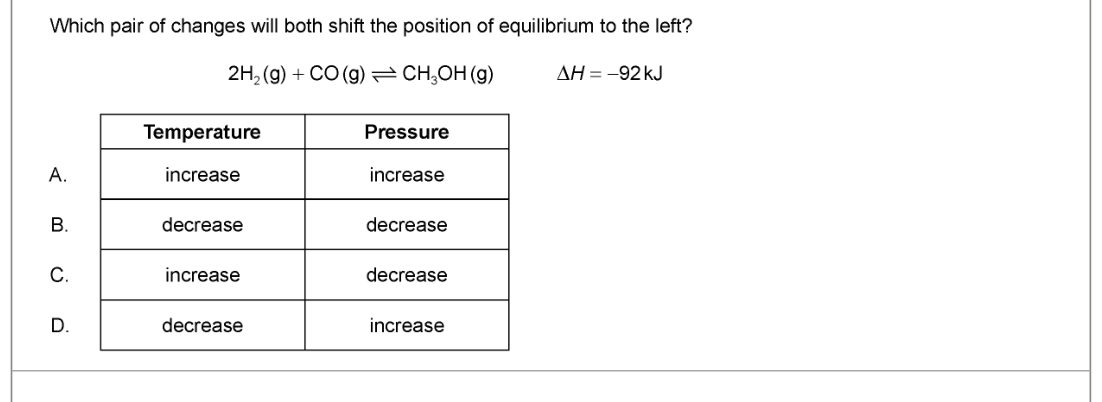 Which pair of changes will both shift the position of equilibrium to the left?
2H₂(g) + CO(g) ⇌ CH₃OH(g) ΔH = −92 kJ
Temperature Pressure
A. increase increase
B. decrease decrease
C. increase decrease
D. decrease increase